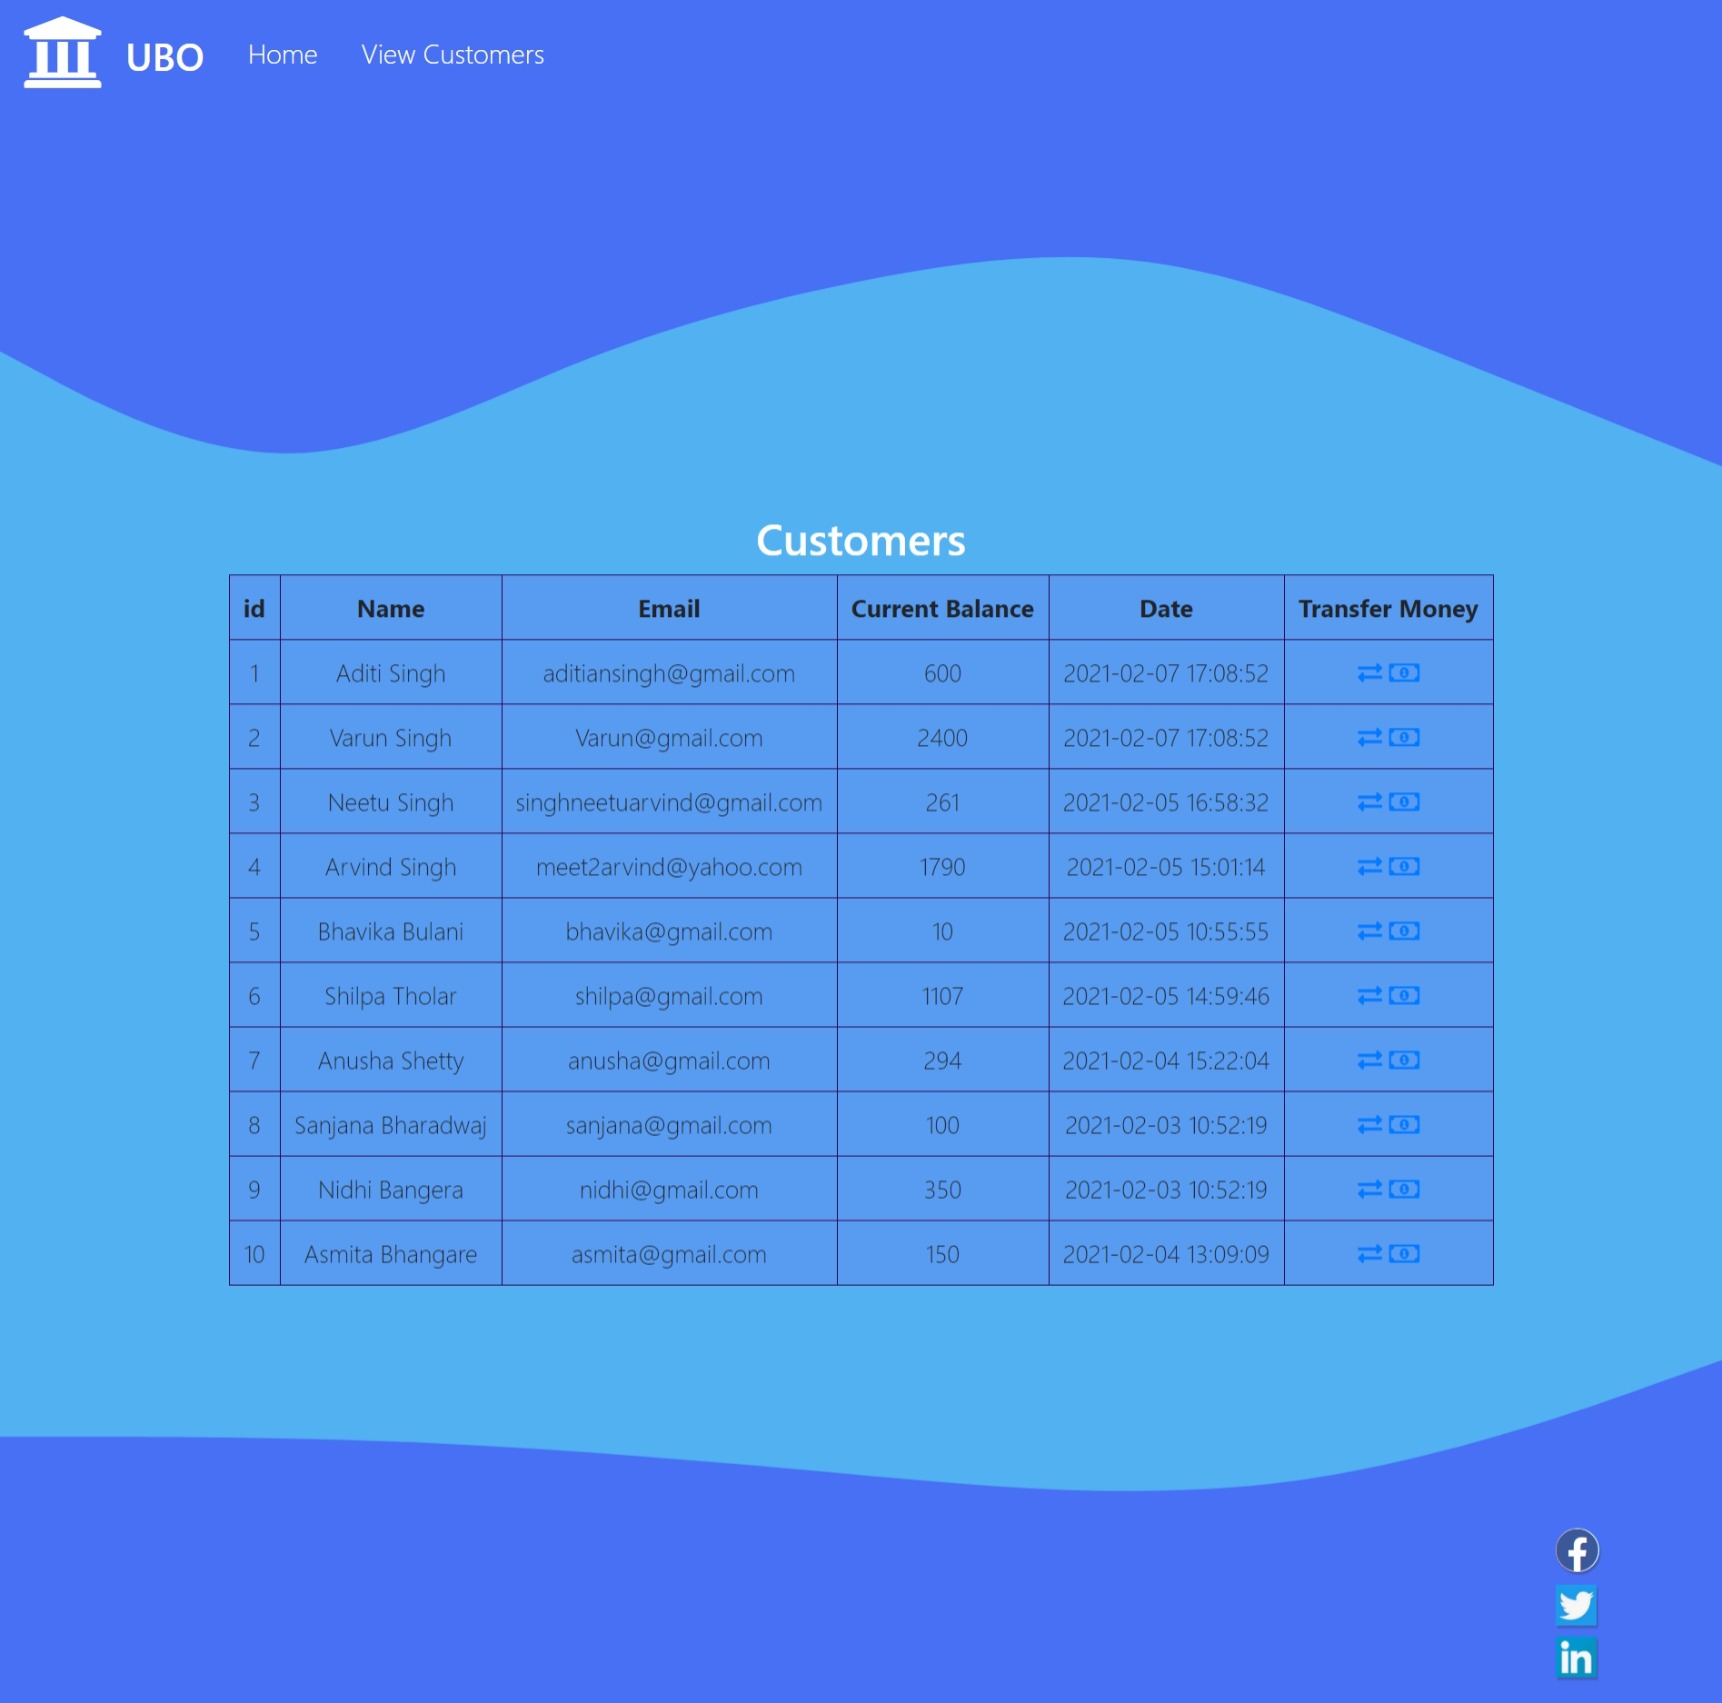 UBO Home View Customers
Customers
id Name Email Current Balance Date Transfer Money
1 Aditi Singh aditiansingh@gmail.com 600 2021-02-07 17:08:52
2 Varun Singh Varun@gmail.com 2400 2021-02-07 17:08:52
3 Neetu Singh singhneetuarvind@gmail.com 261 2021-02-05 16:58:32
4 Arvind Singh meet2arvind@yahoo.com 1790 2021-02-05 15:01:14
5 Bhavika Bulani bhavika@gmail.com 10 2021-02-05 10:55:55
6 Shilpa Tholar shilpa@gmail.com 1107 2021-02-05 14:59:46
7 Anusha Shetty anusha@gmail.com 294 2021-02-04 15:22:04
8 Sanjana Bharadwaj sanjana@gmail.com 100 2021-02-03 10:52:19
9 Nidhi Bangera nidhi@gmail.com 350 2021-02-03 10:52:19
10 Asmita Bhangare asmita@gmail.com 150 2021-02-04 13:09:09